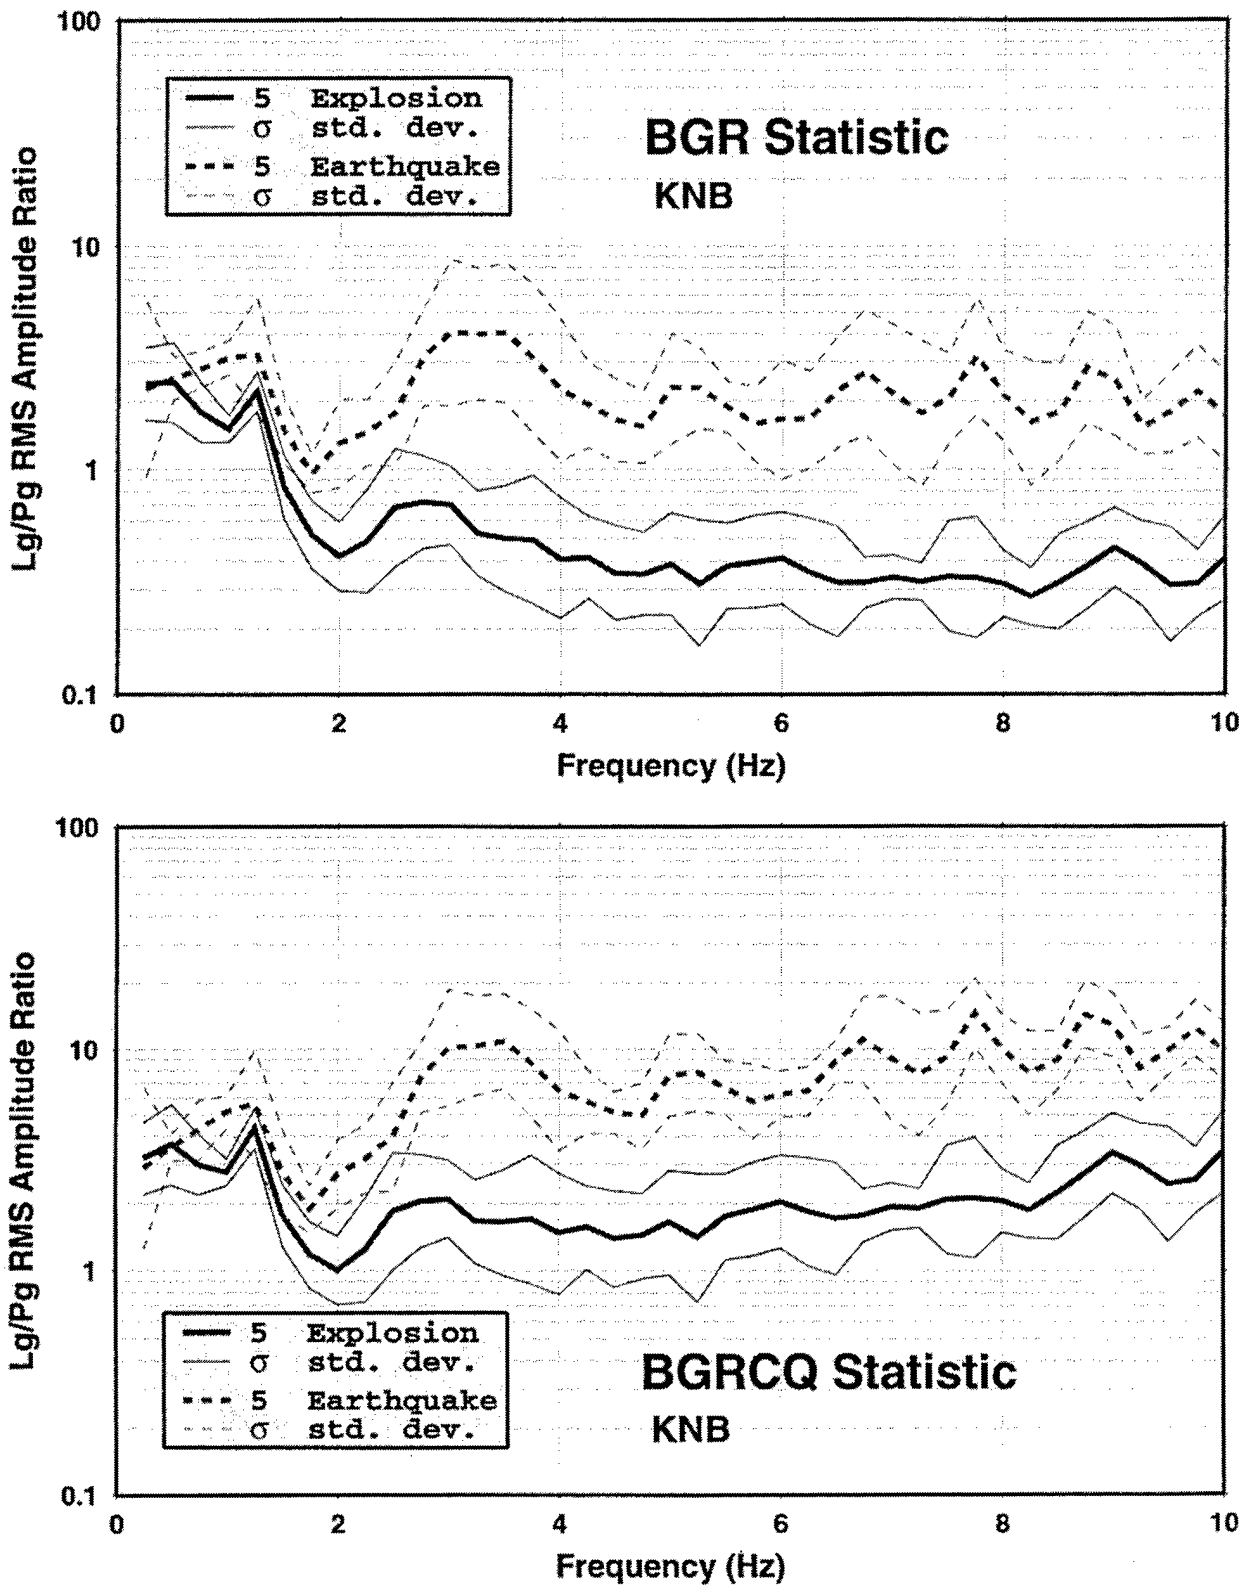 100
10
1
0.1
Lg/Pg RMS Amplitude Ratio
5 Explosion
σ std. dev.
5 Earthquake
σ std. dev.
BGR Statistic
KNB
0 2 4 6 8 10
Frequency (Hz)
100
10
1
0.1
Lg/Pg RMS Amplitude Ratio
5 Explosion
σ std. dev.
5 Earthquake
σ std. dev.
BGRCQ Statistic
KNB
0 2 4 6 8 10
Frequency (Hz)